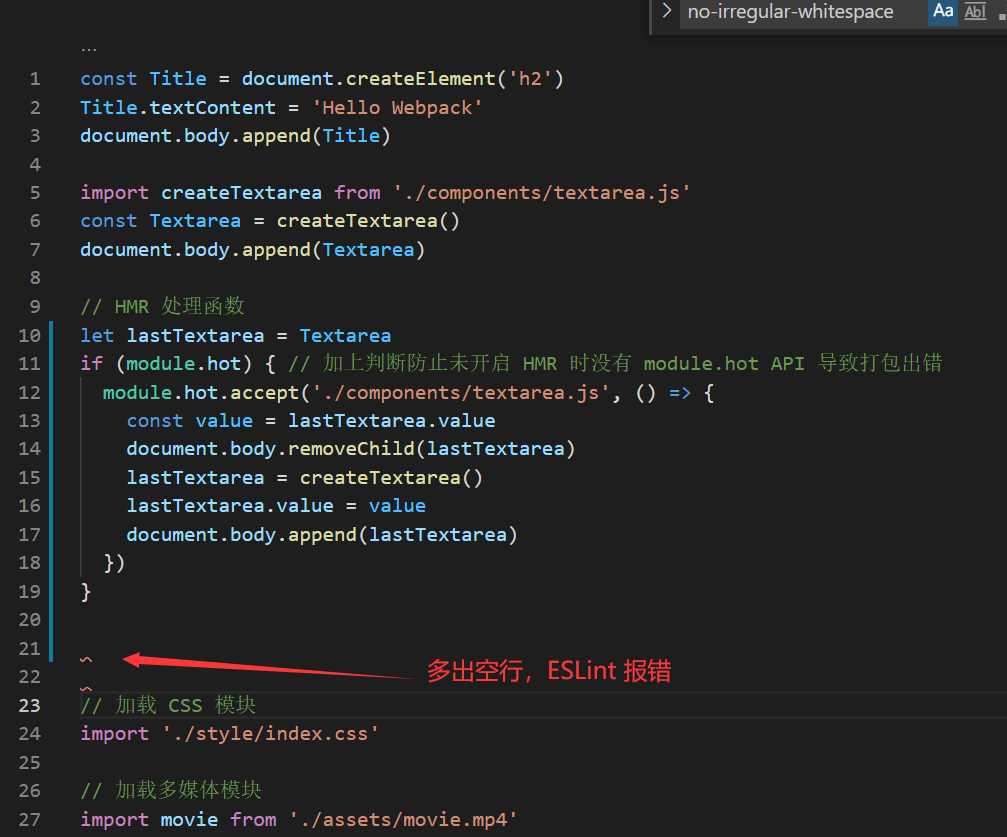 no-irregular-whitespace Aa Abl
...
1 const Title = document.createElement('h2')
2 Title.textContent = 'Hello Webpack'
3 document.body.append(Title)
4
5 import createTextarea from './components/textarea.js'
6 const Textarea = createTextarea()
7 document.body.append(Textarea)
8
9 // HMR 处理函数
10 let lastTextarea = Textarea
11 if (module.hot) { // 加上判断防止未开启 HMR 时没有 module.hot API 导致打包出错
12 module.hot.accept('./components/textarea.js', () => {
13 const value = lastTextarea.value
14 document.body.removeChild(lastTextarea)
15 lastTextarea = createTextarea()
16 lastTextarea.value = value
17 document.body.append(lastTextarea)
18 })
19 }
20
21
多出空行，ESLint 报错
22
23 // 加载 CSS 模块
24 import './style/index.css'
25
26 // 加载多媒体模块
27 import movie from './assets/movie.mp4'